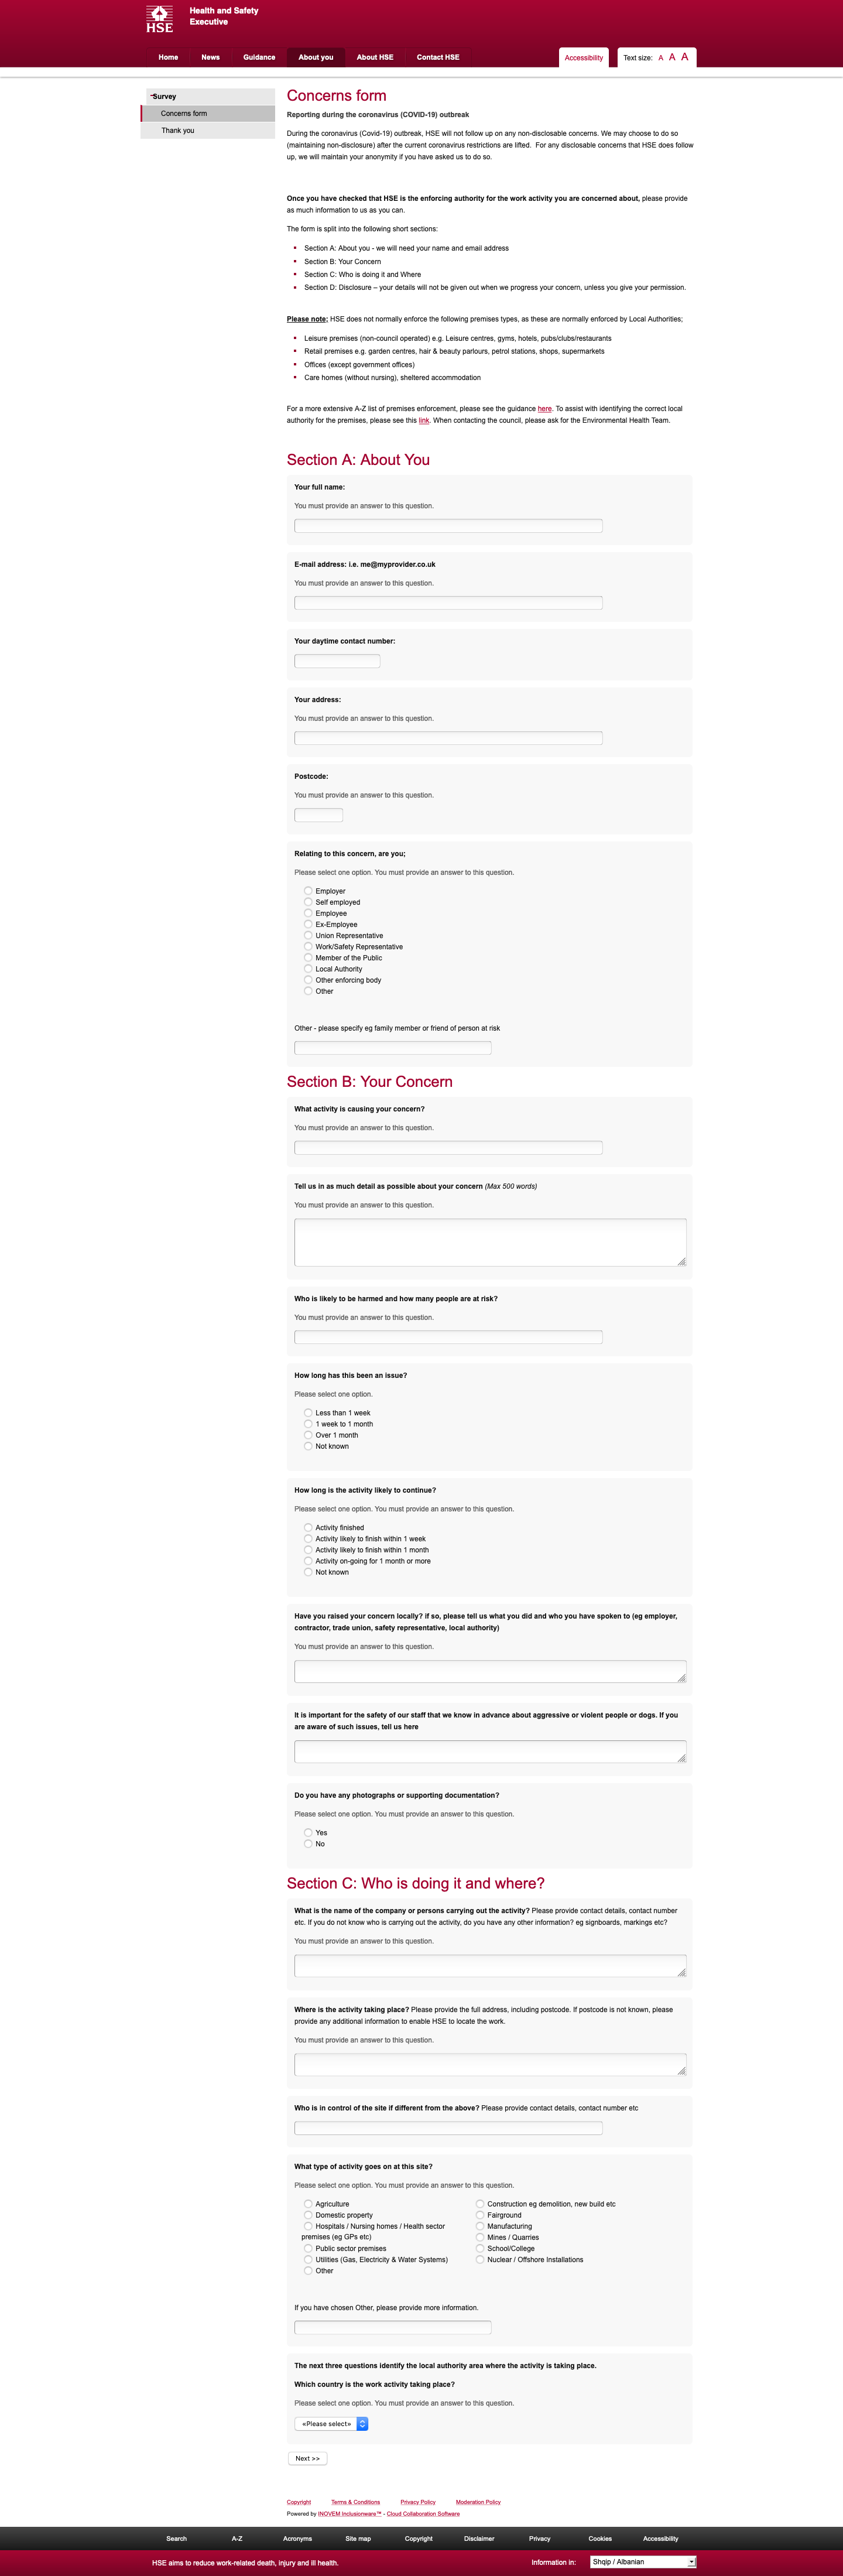 HSE
Health and Safety
Executive
Home
News
Guidance
About you
About HSE
Contact HSE
Accessibility
Text size: A A A
Survey
Concerns form
Thank you
Concerns form
Reporting during the coronavirus (COVID-19) outbreak
During the coronavirus (Covid-19) outbreak, HSE will not follow up on any non-disclosable concerns. We may choose to do so
(maintaining non-disclosure) after the current coronavirus restrictions are lifted. For any disclosable concerns that HSE does follow
up, we will maintain your anonymity if you have asked us to do so.
Once you have checked that HSE is the enforcing authority for the work activity you are concerned about, please provide
as much information to us as you can.
The form is split into the following short sections:
Section A: About you - we will need your name and email address
Section B: Your Concern
Section C: Who is doing it and Where
Section D: Disclosure – your details will not be given out when we progress your concern, unless you give your permission.
Please note; HSE does not normally enforce the following premises types, as these are normally enforced by Local Authorities;
Leisure premises (non-council operated) e.g. Leisure centres, gyms, hotels, pubs/clubs/restaurants
Retail premises e.g. garden centres, hair & beauty parlours, petrol stations, shops, supermarkets
Offices (except government offices)
Care homes (without nursing), sheltered accommodation
For a more extensive A-Z list of premises enforcement, please see the guidance here. To assist with identifying the correct local
authority for the premises, please see this link. When contacting the council, please ask for the Environmental Health Team.
Section A: About You
Your full name:
You must provide an answer to this question.
E-mail address: i.e. me@myprovider.co.uk
You must provide an answer to this question.
Your daytime contact number:
Your address:
You must provide an answer to this question.
Postcode:
You must provide an answer to this question.
Relating to this concern, are you;
Please select one option. You must provide an answer to this question.
Employer
Self employed
Employee
Ex-Employee
Union Representative
Work/Safety Representative
Member of the Public
Local Authority
Other enforcing body
Other
Other - please specify eg family member or friend of person at risk
Section B: Your Concern
What activity is causing your concern?
You must provide an answer to this question.
Tell us in as much detail as possible about your concern (Max 500 words)
You must provide an answer to this question.
Who is likely to be harmed and how many people are at risk?
You must provide an answer to this question.
How long has this been an issue?
Please select one option.
Less than 1 week
1 week to 1 month
Over 1 month
Not known
How long is the activity likely to continue?
Please select one option. You must provide an answer to this question.
Activity finished
Activity likely to finish within 1 week
Activity likely to finish within 1 month
Activity on-going for 1 month or more
Not known
Have you raised your concern locally? if so, please tell us what you did and who you have spoken to (eg employer,
contractor, trade union, safety representative, local authority)
You must provide an answer to this question.
It is important for the safety of our staff that we know in advance about aggressive or violent people or dogs. If you
are aware of such issues, tell us here
Do you have any photographs or supporting documentation?
Please select one option. You must provide an answer to this question.
Yes
No
Section C: Who is doing it and where?
What is the name of the company or persons carrying out the activity? Please provide contact details, contact number
etc. If you do not know who is carrying out the activity, do you have any other information? eg signboards, markings etc?
You must provide an answer to this question.
Where is the activity taking place? Please provide the full address, including postcode. If postcode is not known, please
provide any additional information to enable HSE to locate the work.
You must provide an answer to this question.
Who is in control of the site if different from the above? Please provide contact details, contact number etc
What type of activity goes on at this site?
Please select one option. You must provide an answer to this question.
Agriculture
Construction eg demolition, new build etc
Domestic property
Fairground
Hospitals / Nursing homes / Health sector
premises (eg GPs etc)
Manufacturing
Mines / Quarries
Public sector premises
School/College
Utilities (Gas, Electricity & Water Systems)
Nuclear / Offshore Installations
Other
If you have chosen Other, please provide more information.
The next three questions identify the local authority area where the activity is taking place.
Which country is the work activity taking place?
Please select one option. You must provide an answer to this question.
«Please select»
Next >>
Copyright
Terms & Conditions
Privacy Policy
Moderation Policy
Powered by INOVEM Inclusionware™ - Cloud Collaboration Software
Search
A-Z
Acronyms
Site map
Copyright
Disclaimer
Privacy
Cookies
Accessibility
HSE aims to reduce work-related death, injury and ill health.
Information in:
Shqip / Albanian